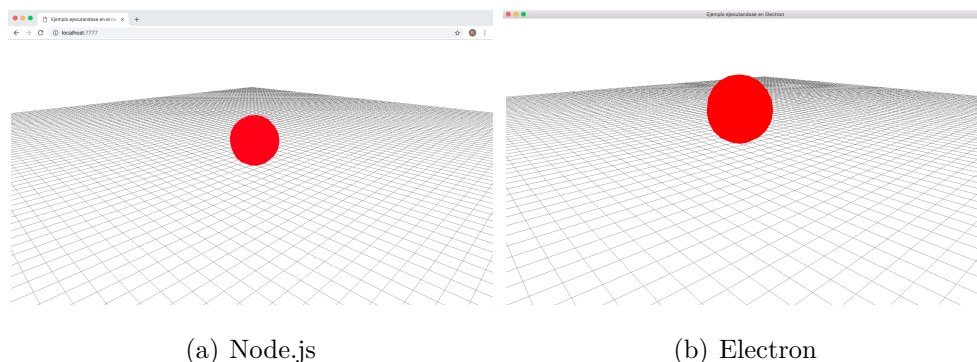 Ejemplo ejecutandose en el n
localhost:7777
Ejemplo ejecutandose en Electron
(a) Node.js
(b) Electron